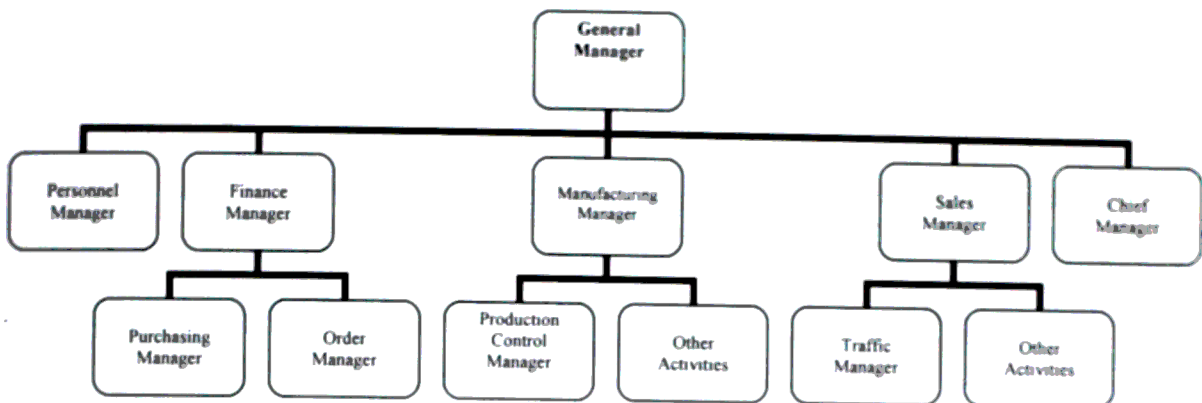 General
Manager
Personnel
Manager
Finance
Manager
Manufacturing
Manager
Sales
Manager
Chief
Manager
Purchasing
Manager
Order
Manager
Production
Control
Manager
Other
Activities
Traffic
Manager
Other
Activities